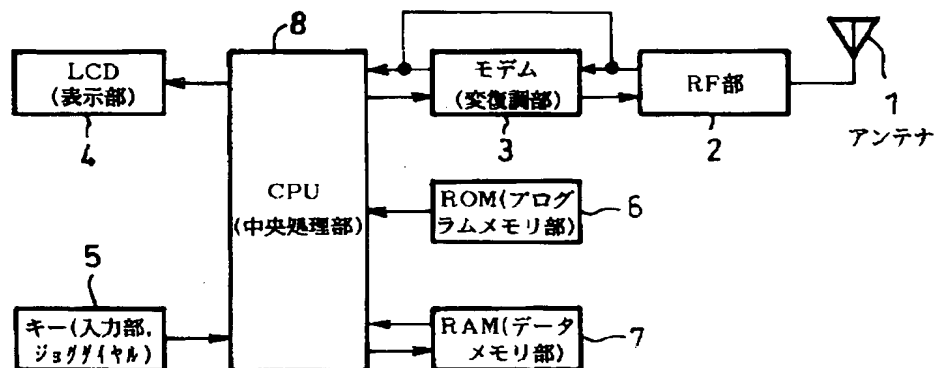 8
LCD
(表示部)
4
モデム
(変復調部)
3
RF部
2
1
アンテナ
CPU
(中央処理部)
ROM(プログ
ラムメモリ部)
6
5
キー(入力部,
ジョグダイヤル)
RAM(データ
メモリ部)
7